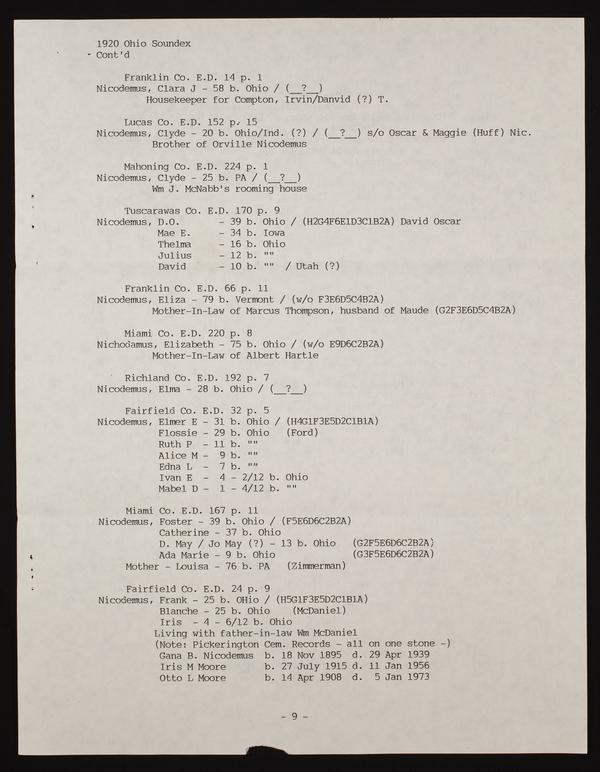 1920 Ohio Soundex
- Cont'd
Franklin Co. E.D. 14 p. 1
Nicodemus, Clara J - 58 b. Ohio / (__?__)
Housekeeper for Compton, Irvin/Danvid (?) T.
Lucas Co. E.D. 152 p. 15
Nicodemus, Clyde - 20 b. Ohio/Ind. (?) / (__?__) s/o Oscar & Maggie (Huff) Nic.
Brother of Orville Nicodemus
Mahoning Co. E.D. 224 p. 1
Nicodemus, Clyde - 25 b. PA / (__?__)
Wm J. McNabb's rooming house
Tuscarawas Co. E.D. 170 p. 9
Nicodemus, D.O. - 39 b. Ohio / (H2G4F6E1D3C1B2A) David Oscar
Mae E. - 34 b. Iowa
Thelma - 16 b. Ohio
Julius - 12 b. ""
David - 10 b. "" / Utah (?)
Franklin Co. E.D. 66 p. 11
Nicodemus, Eliza - 79 b. Vermont / (w/o F3E6D5C4B2A)
Mother-In-Law of Marcus Thompson, husband of Maude (G2F3E6D5C4B2A)
Miami Co. E.D. 220 p. 8
Nichodamus, Elizabeth - 75 b. Ohio / (w/o E9D6C2B2A)
Mother-In-Law of Albert Hartle
Richland Co. E.D. 192 p. 7
Nicodemus, Elma - 28 b. Ohio / (__?__)
Fairfield Co. E.D. 32 p. 5
Nicodemus, Elmer E - 31 b. Ohio / (H4G1F3E5D2C1B1A)
Flossie - 29 b. Ohio (Ford)
Ruth P - 11 b. ""
Alice M - 9 b. ""
Edna L - 7 b. ""
Ivan E - 4 - 2/12 b. Ohio
Mabel D - 1 - 4/12 b. ""
Miami Co. E.D. 167 p. 11
Nicodemus, Foster - 39 b. Ohio / (F5E6D6C2B2A)
Catherine - 37 b. Ohio
D. May / Jo May (?) - 13 b. Ohio (G2F5E6D6C2B2A)
Ada Marie - 9 b. Ohio (G3F5E6D6C2B2A)
Mother - Louisa - 76 b. PA (Zimmerman)
Fairfield Co. E.D. 24 p. 9
Nicodemus, Frank - 25 b. OHio / (H5G1F3E5D2C1B1A)
Blanche - 25 b. Ohio (McDaniel)
Iris - 4 - 6/12 b. Ohio
Living with father-in-law Wm McDaniel
(Note: Pickerington Cem. Records - all on one stone -)
Gana B. Nicodemus b. 18 Nov 1895 d. 29 Apr 1939
Iris M Moore b. 27 July 1915 d. 11 Jan 1956
Otto L Moore b. 14 Apr 1908 d. 5 Jan 1973
- 9 -